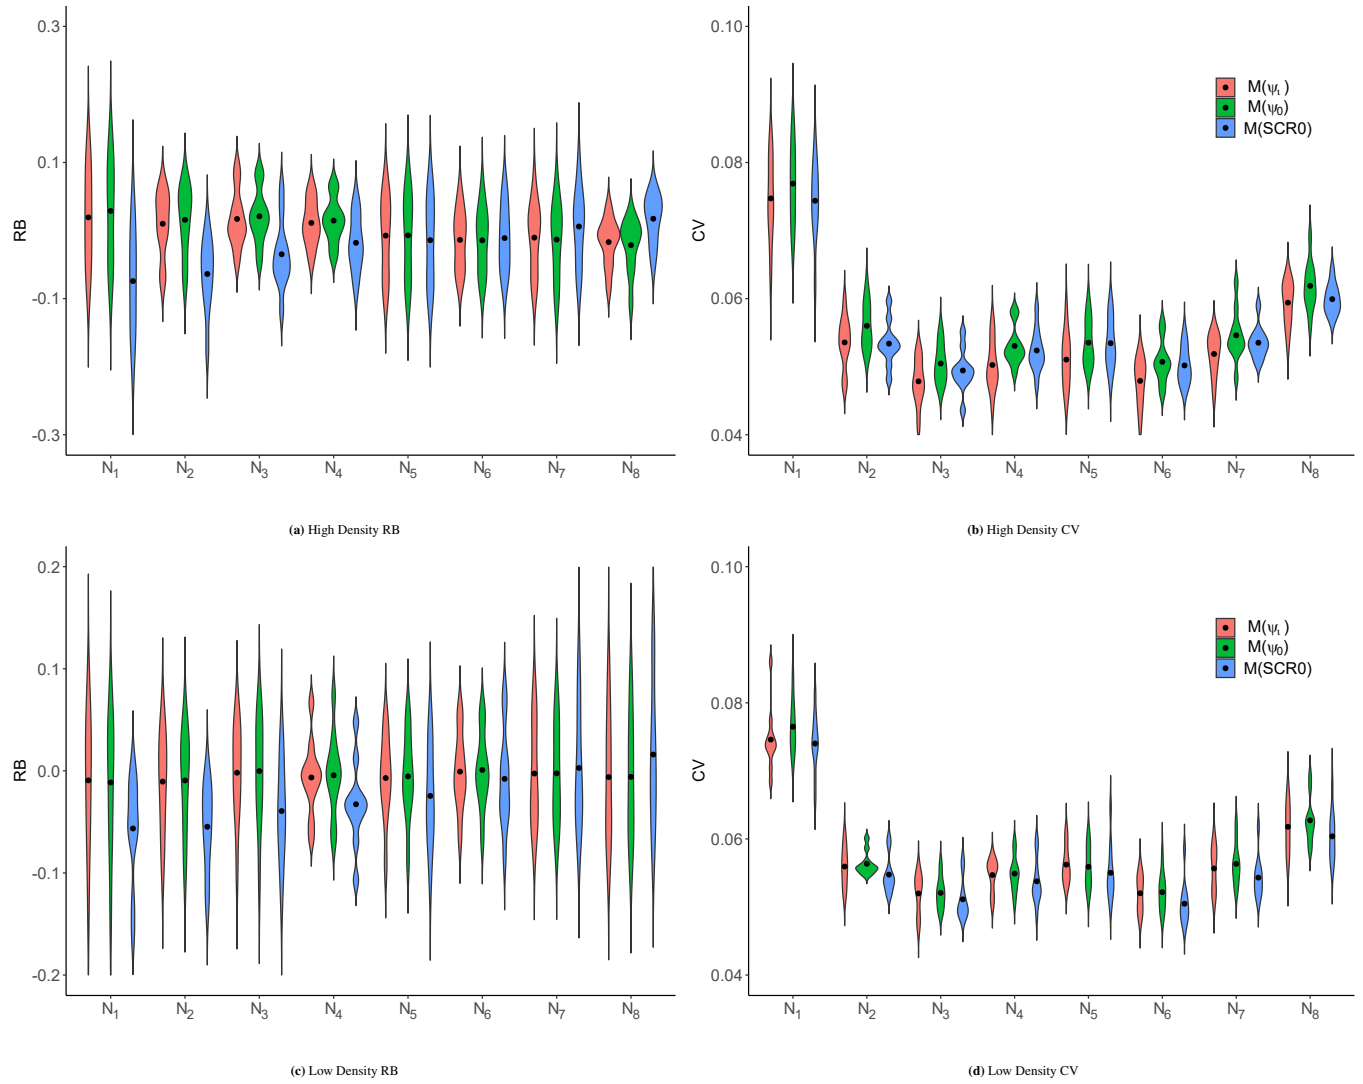 0.3
0.1
-0.1
-0.3
RB
N₁ N₂ N₃ N₄ N₅ N₆ N₇ N₈
(a) High Density RB
0.10
0.08
0.06
0.04
CV
M(ψₜ)
M(ψ₀)
M(SCR0)
N₁ N₂ N₃ N₄ N₅ N₆ N₇ N₈
(b) High Density CV
0.2
0.1
0.0
-0.1
-0.2
RB
N₁ N₂ N₃ N₄ N₅ N₆ N₇ N₈
(c) Low Density RB
0.10
0.08
0.06
0.04
CV
M(ψₜ)
M(ψ₀)
M(SCR0)
N₁ N₂ N₃ N₄ N₅ N₆ N₇ N₈
(d) Low Density CV